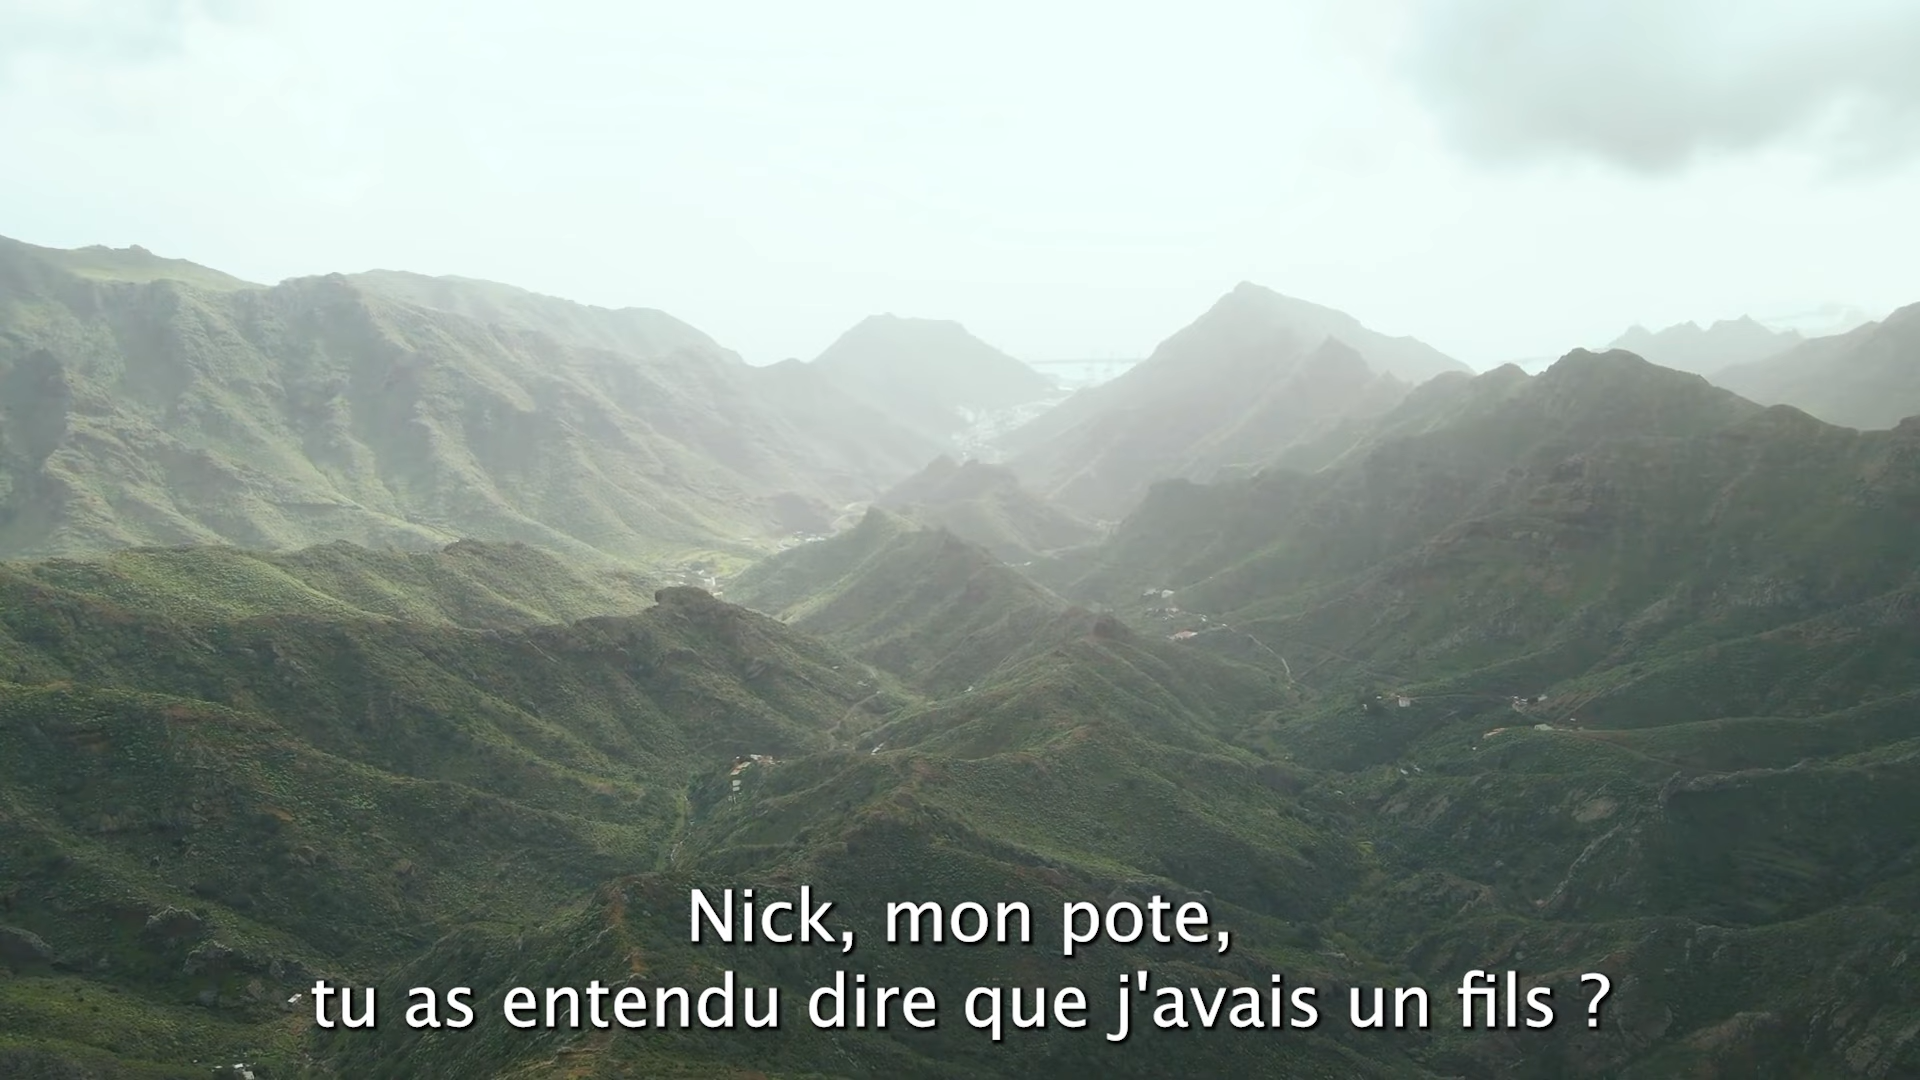 Nick, mon pote,
tu as entendu dire que j'avais un fils ?